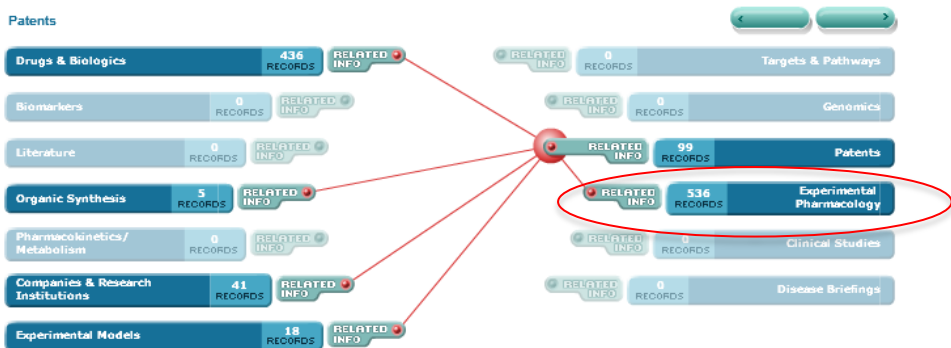 Patents
< >
Drugs & Biologics 436 RECORDS RELATED INFO
RELATED INFO 0 RECORDS Targets & Pathways
Biomarkers 0 RECORDS RELATED INFO
RELATED INFO 0 RECORDS Genomics
Literature 0 RECORDS RELATED INFO
RELATED INFO 99 RECORDS Patents
Organic Synthesis 5 RECORDS RELATED INFO
RELATED INFO 536 RECORDS Experimental
Pharmacology
Pharmacokinetics/
Metabolism 0 RECORDS RELATED INFO
RELATED INFO 0 RECORDS Clinical Studies
Companies & Research
Institutions 41 RECORDS RELATED INFO
RELATED INFO 0 RECORDS Disease Briefings
Experimental Models 18 RECORDS RELATED INFO